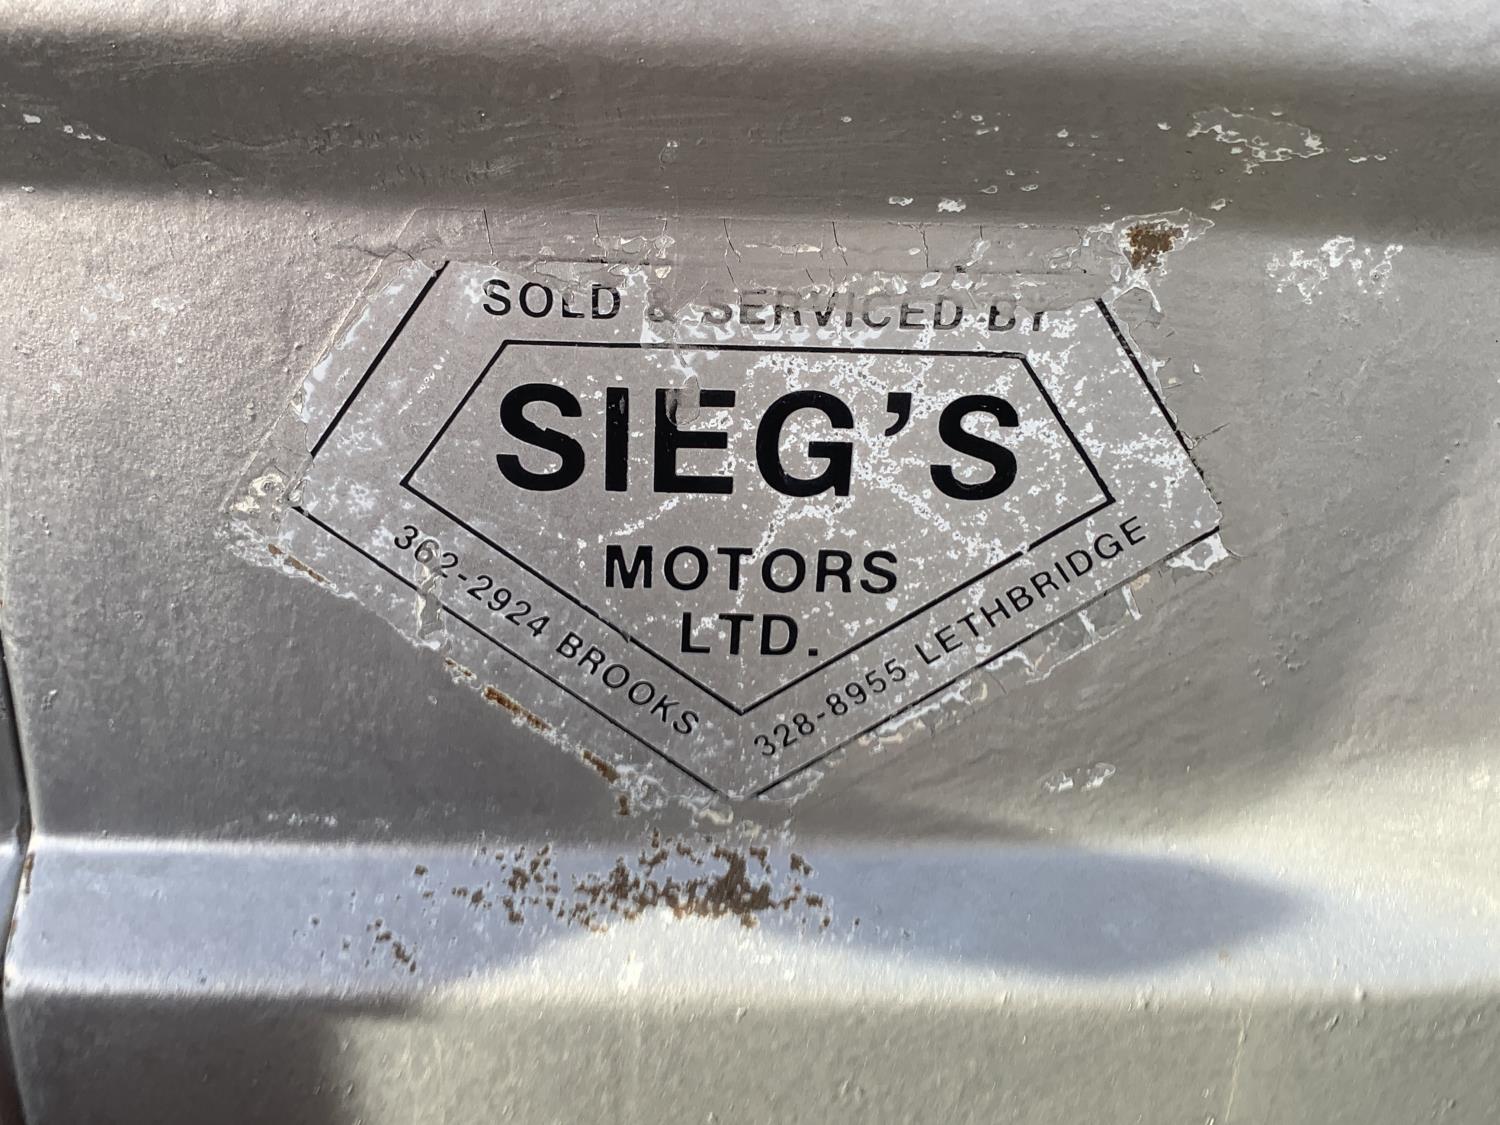 SOLD & SERVICED BY
SIEG'S
MOTORS
LTD.
362-2924 BROOKS
328-8955 LETHBRIDGE